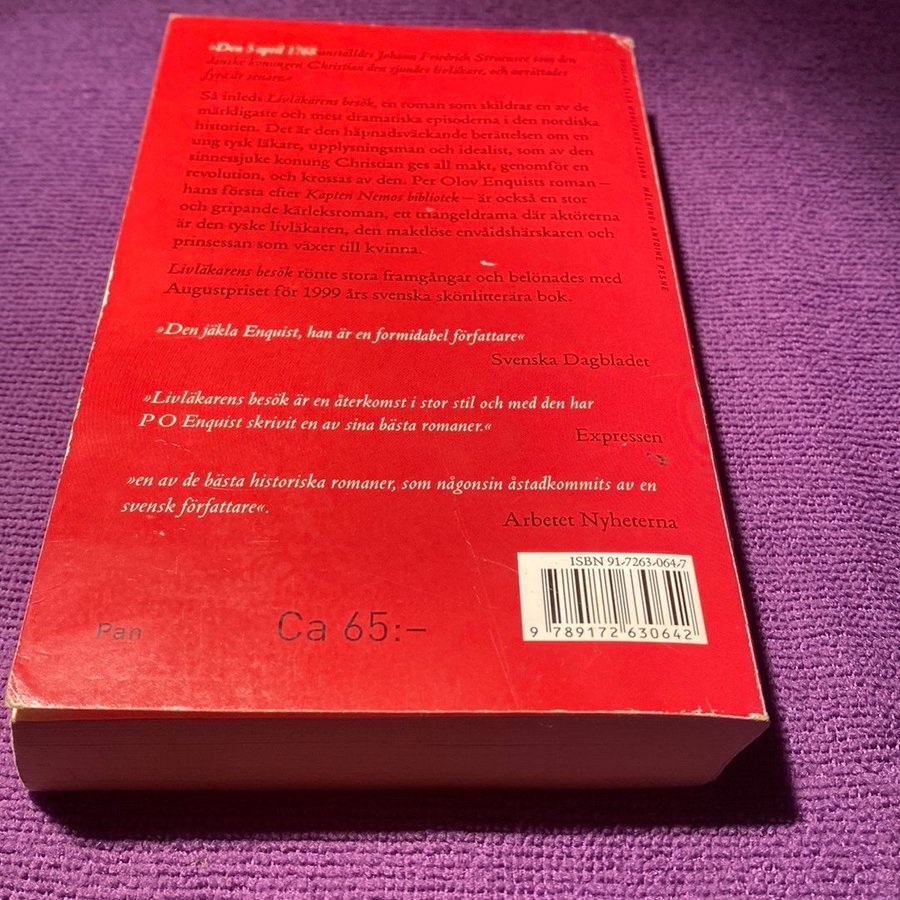 »Den 5 april 1768 anställdes Johann Friedrich Struensee som den
danske konungen Christian den sjundes livläkare, och avrättades
fyra år senare.«
Så inleds Livläkarens besök, en roman som skildrar en av de
märkligaste och mest dramatiska episoderna i den nordiska
historien. Det är den häpnadsväckande berättelsen om en
ung tysk läkare, upplysningsman och idealist, som av den
sinnessjuke konung Christian ges all makt, genomför en
revolution, och krossas av den. Per Olov Enquists roman –
hans första efter Kapten Nemos bibliotek – är också en stor
och gripande kärleksroman, ett triangeldrama där aktörerna
är den tyske livläkaren, den maktlöse envåldshärskaren och
prinsessan som växer till kvinna.
Livläkarens besök rönte stora framgångar och belönades med
Augustpriset för 1999 års svenska skönlitterära bok.
»Den jäkla Enquist, han är en formidabel författare«
Svenska Dagbladet
»Livläkarens besök är en återkomst i stor stil och med den har
P O Enquist skrivit en av sina bästa romaner.«
Expressen
»en av de bästa historiska romaner, som någonsin åstadkommits av en
svensk författare«.
Arbetet Nyheterna
ISBN 91-7263-064-7
9 789172 630642
Pan
Ca 65:–
MÅLNING: ANTOINE PESNE